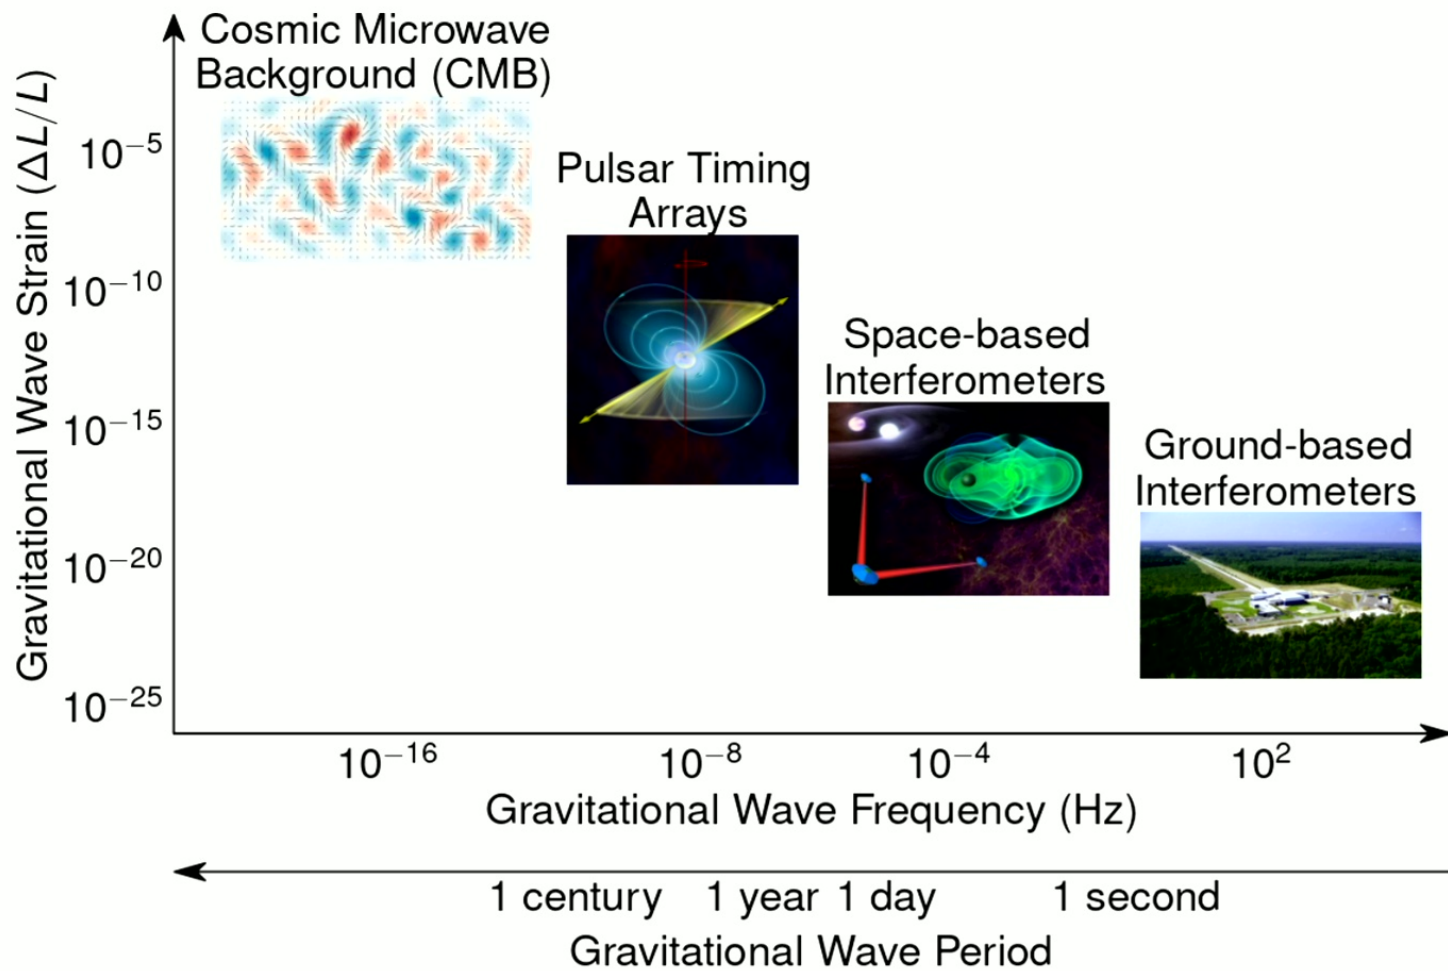 Cosmic Microwave
Background (CMB)
Pulsar Timing
Arrays
Space-based
Interferometers
Ground-based
Interferometers
Gravitational Wave Strain (ΔL/L)
10⁻⁵
10⁻¹⁰
10⁻¹⁵
10⁻²⁰
10⁻²⁵
10⁻¹⁶ 10⁻⁸ 10⁻⁴ 10²
Gravitational Wave Frequency (Hz)
1 century 1 year 1 day 1 second
Gravitational Wave Period